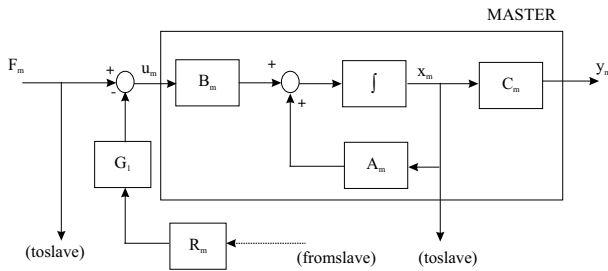 MASTER
F_m
+
-
u_m
B_m
+
+
∫
x_m
C_m
y_m
A_m
G_1
R_m
(toslave)
(fromslave)
(toslave)